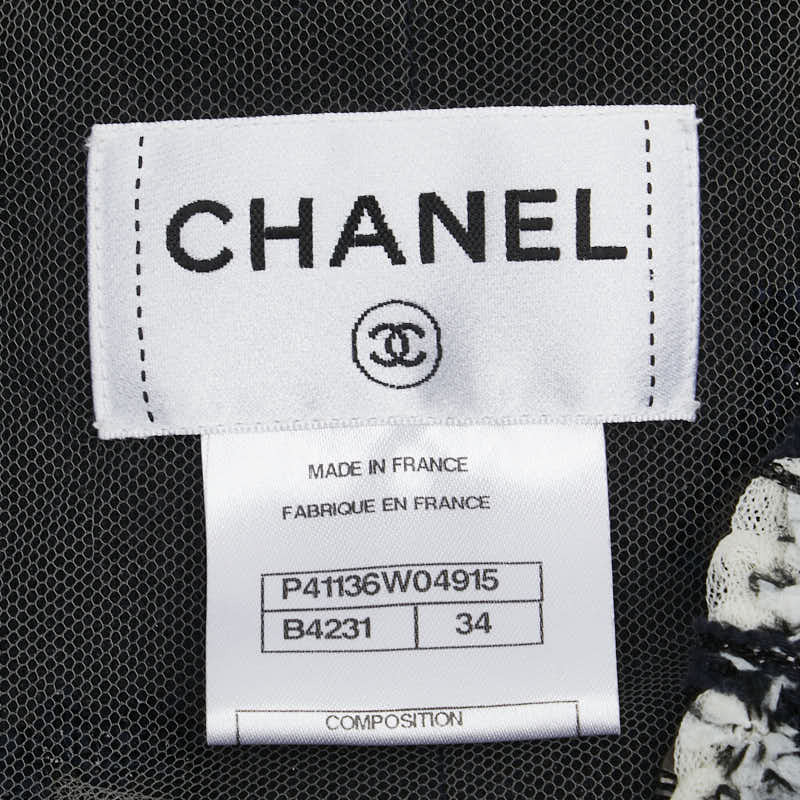 CHANEL
MADE IN FRANCE
FABRIQUE EN FRANCE
P41136W04915
B4231 34
COMPOSITION